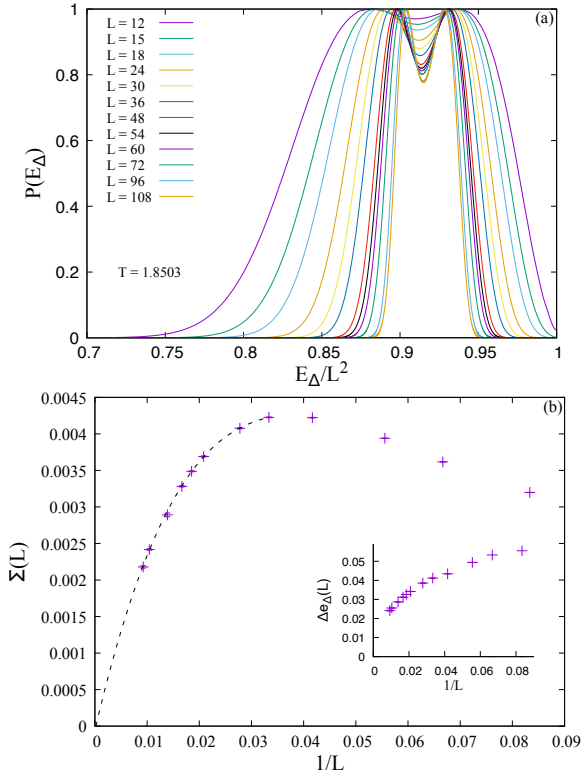 (a)
L = 12
L = 15
L = 18
L = 24
L = 30
L = 36
L = 48
L = 54
L = 60
L = 72
L = 96
L = 108
T = 1.8503
P(E_Δ)
1
0.8
0.6
0.4
0.2
0
0.7 0.75 0.8 0.85 0.9 0.95 1
E_Δ/L²
(b)
Σ(L)
0.0045
0.004
0.0035
0.003
0.0025
0.002
0.0015
0.001
0.0005
0
0 0.01 0.02 0.03 0.04 0.05 0.06 0.07 0.08 0.09
1/L
Δe_Δ(L)
0.05
0.04
0.03
0.02
0.01
0
0 0.02 0.04 0.06 0.08
1/L